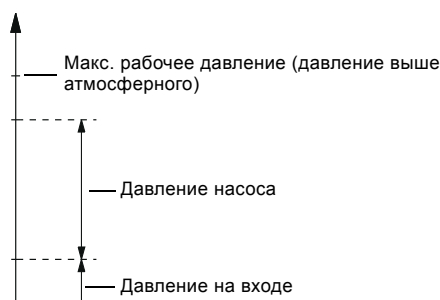 Макс. рабочее давление (давление выше
атмосферного)
Давление насоса
Давление на входе